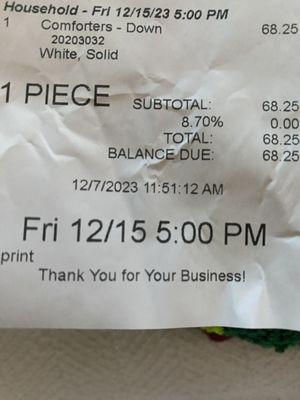 Household - Fri 12/15/23 5:00 PM
1 Comforters - Down 68.25
20203032
White, Solid
1 PIECE
SUBTOTAL: 68.25
8.70% 0.00
TOTAL: 68.25
BALANCE DUE: 68.25
12/7/2023 11:51:12 AM
Fri 12/15 5:00 PM
print
Thank You for Your Business!